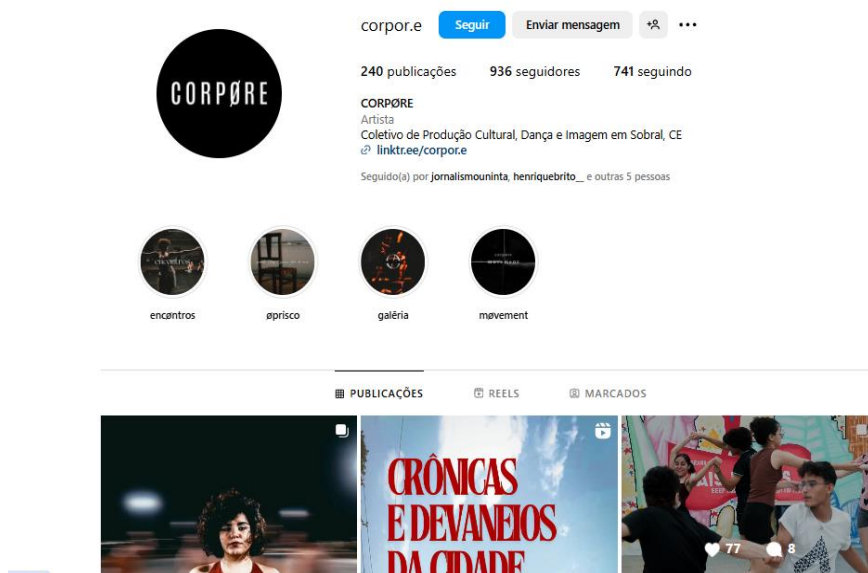 corpor.e
Seguir
Enviar mensagem
CORPØRE
240 publicações 936 seguidores 741 seguindo
CORPØRE
Artista
Coletivo de Produção Cultural, Dança e Imagem em Sobral, CE
linktr.ee/corpor.e
Seguido(a) por jornalismouninta, henriquebrito__ e outras 5 pessoas
encøntros
encøntros
øprisco
galēria
møvement
PUBLICAÇÕES
REELS
MARCADOS
CRÔNICAS
E DEVANEIOS
DA CIDADE
77
8